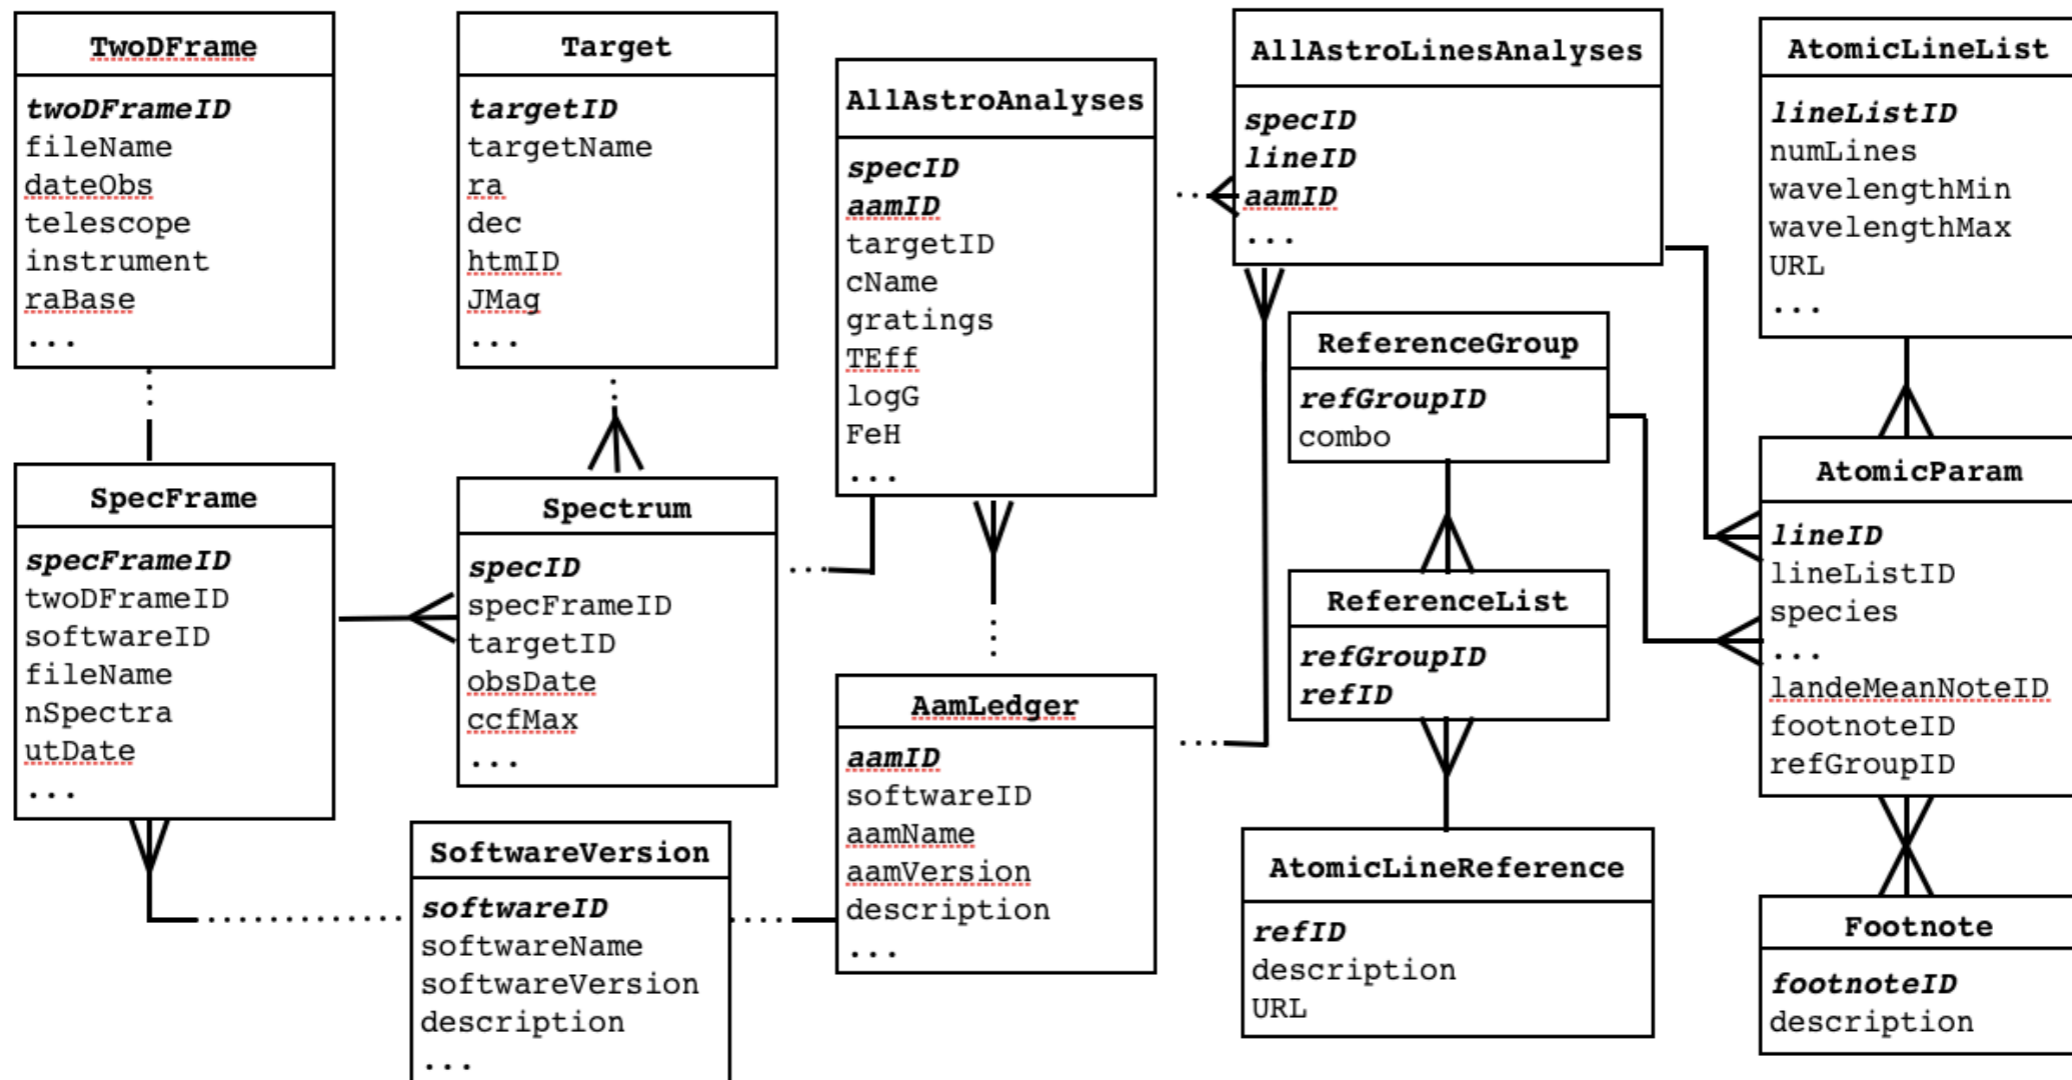 TwoDFrame
twoDFrameID
fileName
dateObs
telescope
instrument
raBase
...
SpecFrame
specFrameID
twoDFrameID
softwareID
fileName
nSpectra
utDate
...
Target
targetID
targetName
ra
dec
htmID
JMag
...
Spectrum
specID
specFrameID
targetID
obsDate
ccfMax
...
SoftwareVersion
softwareID
softwareName
softwareVersion
description
...
AllAstroAnalyses
specID
aamID
targetID
cName
gratings
TEff
logG
FeH
...
AamLedger
aamID
softwareID
aamName
aamVersion
description
...
AllAstroLinesAnalyses
specID
lineID
aamID
...
ReferenceGroup
refGroupID
combo
ReferenceList
refGroupID
refID
AtomicLineReference
refID
description
URL
AtomicLineList
lineListID
numLines
wavelengthMin
wavelengthMax
URL
...
AtomicParam
lineID
lineListID
species
...
landeMeanNoteID
footnoteID
refGroupID
Footnote
footnoteID
description